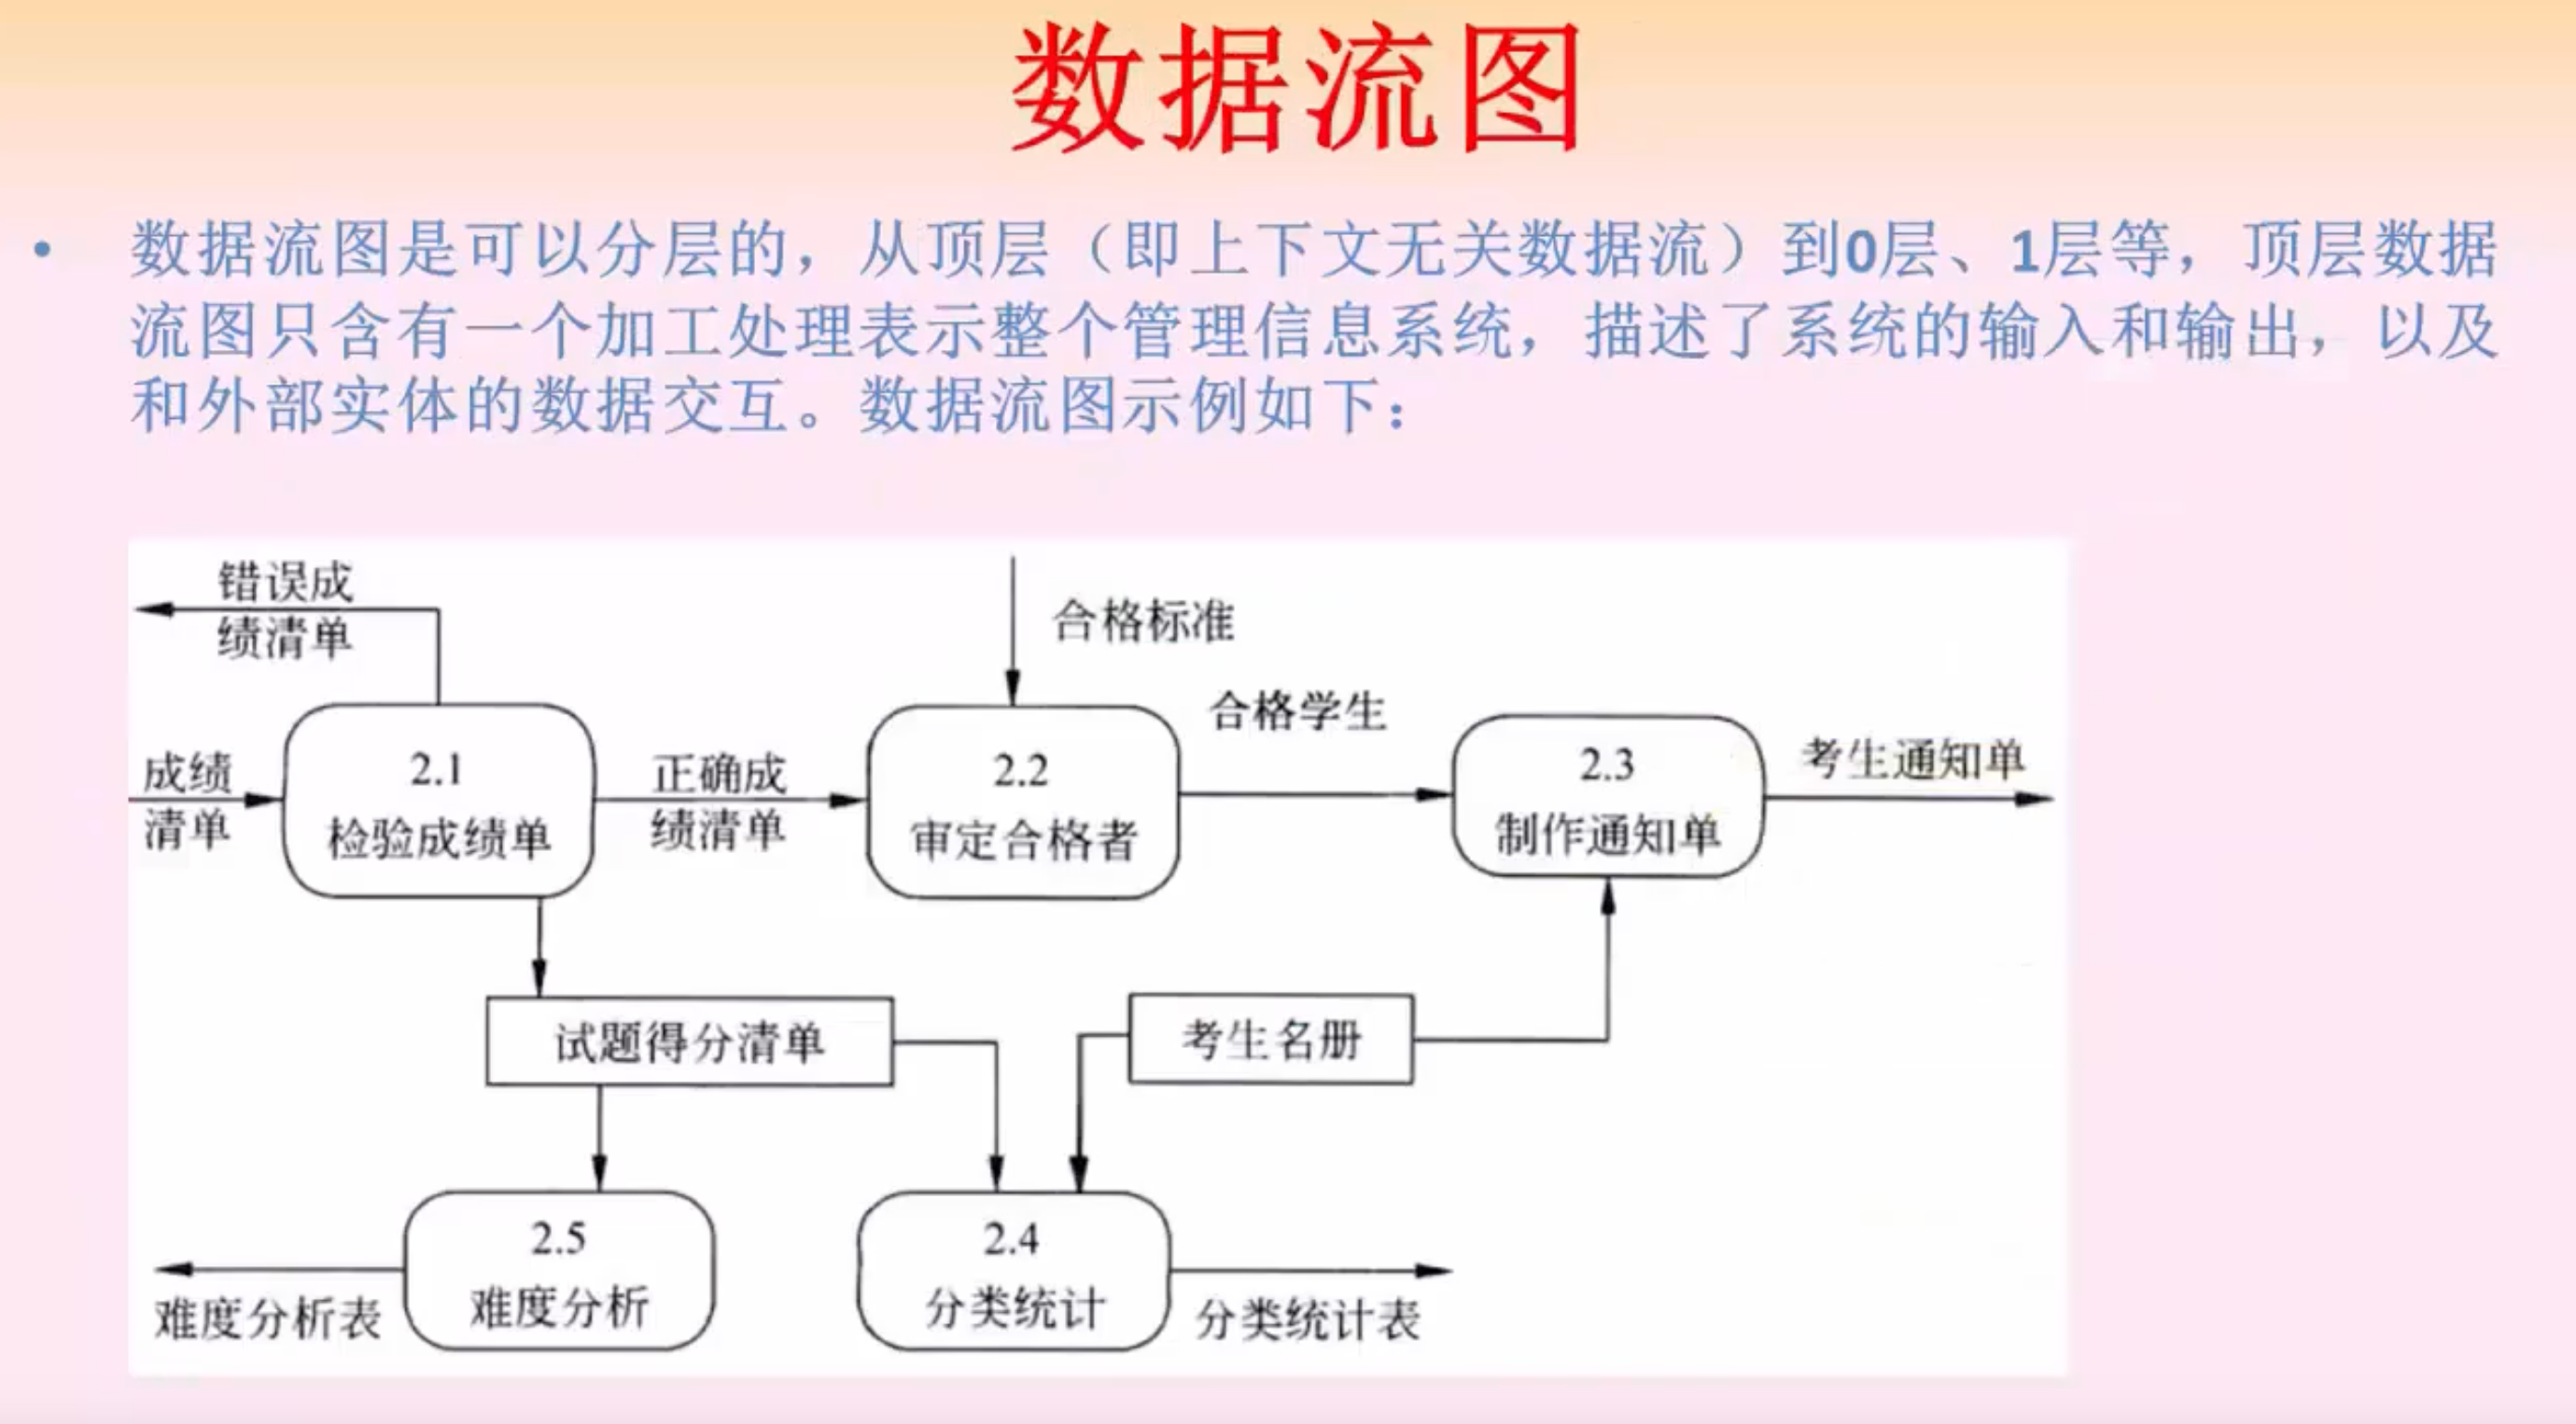 数据流图
• 数据流图是可以分层的，从顶层（即上下文无关数据流）到0层、1层等，顶层数据
流图只含有一个加工处理表示整个管理信息系统，描述了系统的输入和输出，以及
和外部实体的数据交互。数据流图示例如下：
错误成
绩清单
合格标准
合格学生
成绩
清单
2.1
检验成绩单
正确成
绩清单
2.2
审定合格者
2.3
制作通知单
考生通知单
试题得分清单
考生名册
2.5
难度分析
难度分析表
2.4
分类统计
分类统计表